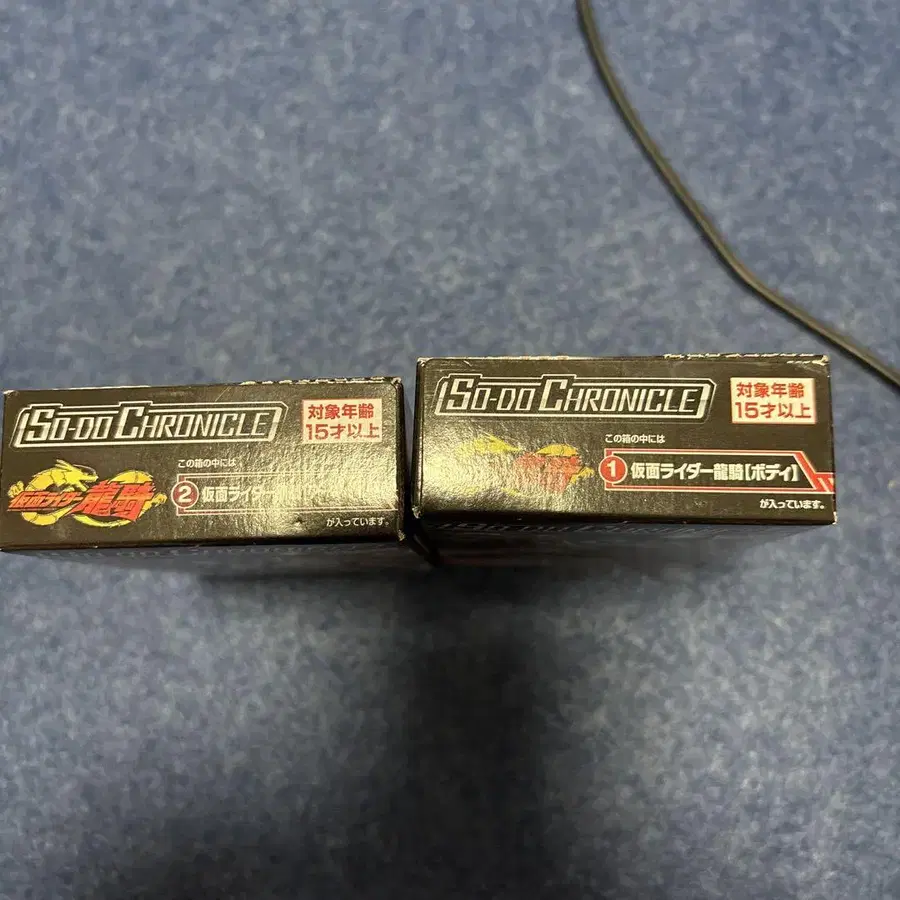 SO-DO CHRONICLE
対象年齢
15才以上
この箱の中には
仮面ライダー龍騎
2 仮面ライダー
が入っています。
SO-DO CHRONICLE
対象年齢
15才以上
この箱の中には
1 仮面ライダー龍騎【ボディ】
が入っています。